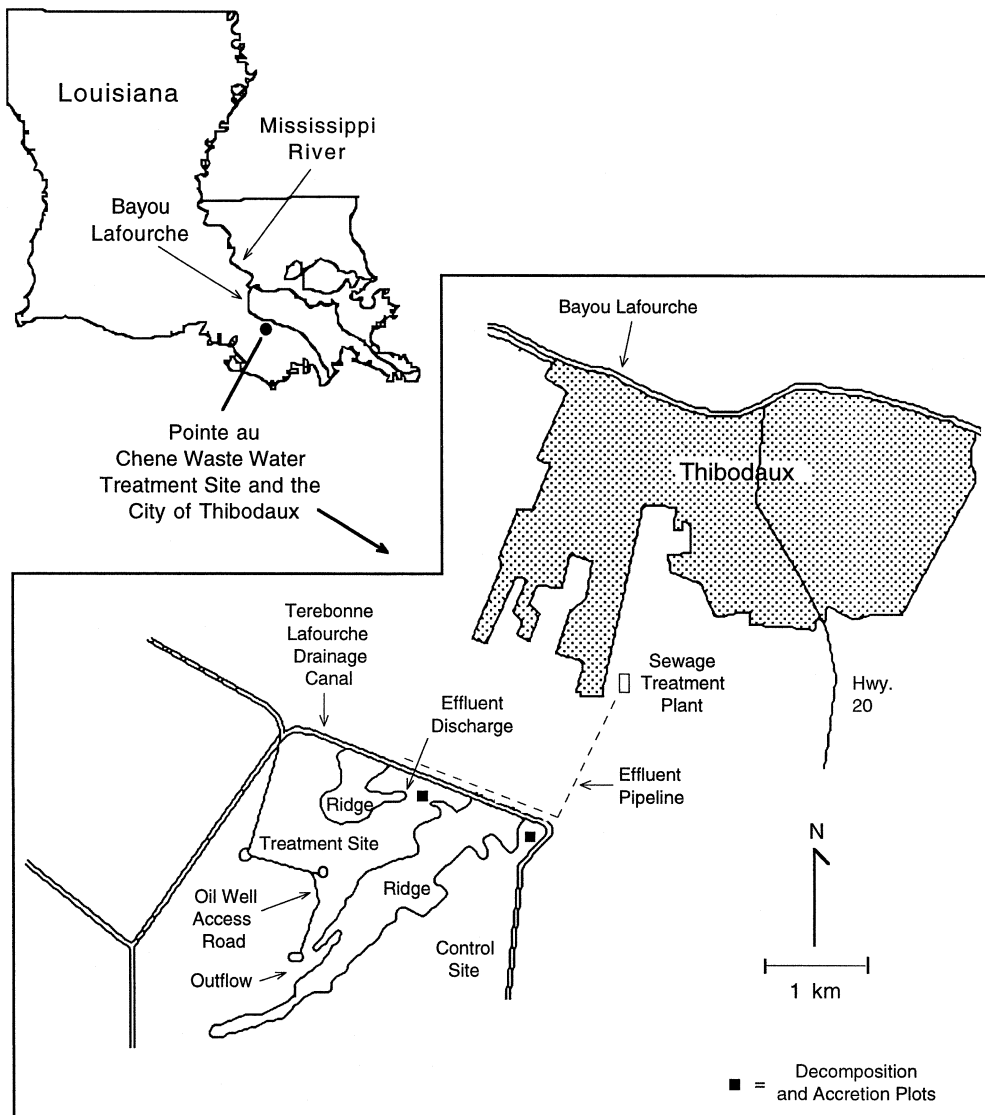 Louisiana
Mississippi
River
Bayou
Lafourche
Pointe au
Chene Waste Water
Treatment Site and the
City of Thibodaux
Bayou Lafourche
Thibodaux
Terebonne
Lafourche
Drainage
Canal
Effluent
Discharge
Sewage
Treatment
Plant
Hwy.
20
Effluent
Pipeline
Ridge
Treatment Site
Ridge
Oil Well
Access
Road
Control
Site
Outflow
N
1 km
= Decomposition
and Accretion Plots